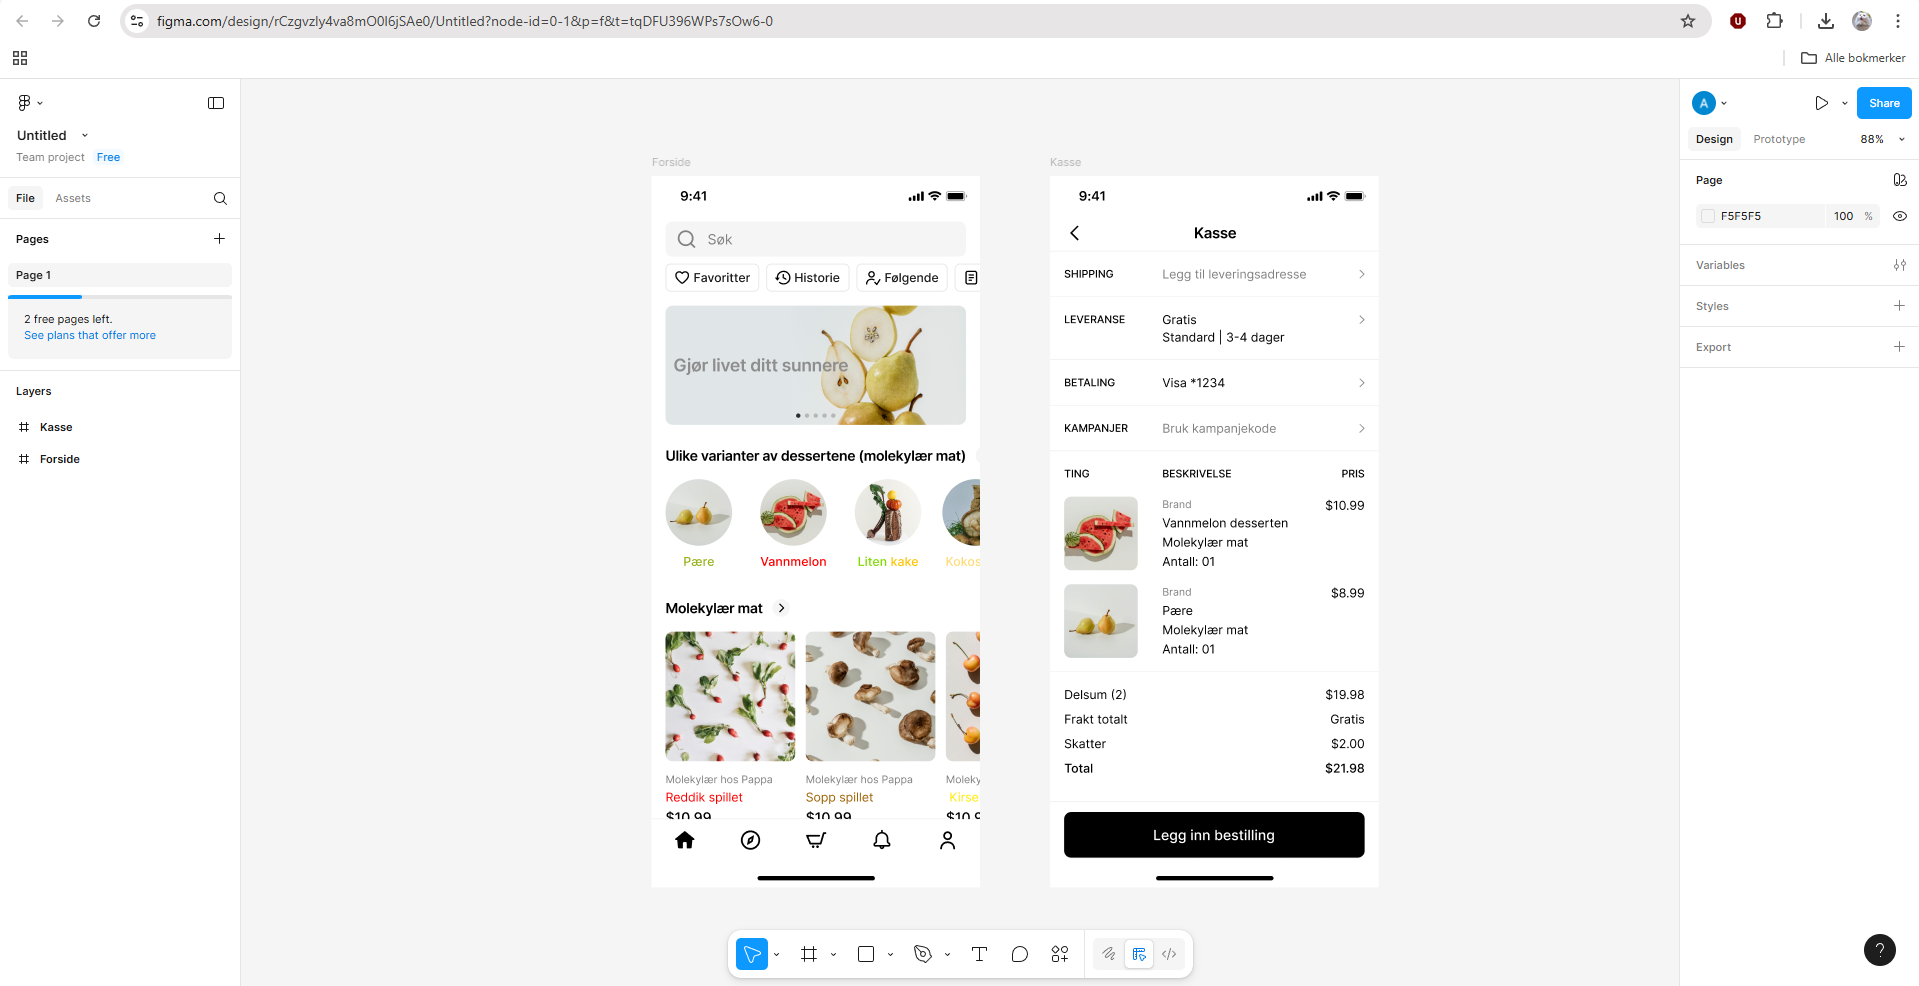 figma.com/design/rCzgvzly4va8mO0l6jSAe0/Untitled?node-id=0-1&p=f&t=tqDFU396WPs7sOw6-0
Alle bokmerker
Untitled
Team project Free
File Assets
Pages
Page 1
2 free pages left.
See plans that offer more
Layers
Kasse
Forside
Forside
9:41
Søk
Favoritter Historie Følgende
Gjør livet ditt sunnere
Ulike varianter av dessertene (molekylær mat)
Pære Vannmelon Liten kake Kokos
Molekylær mat
Molekylær hos Pappa Molekylær hos Pappa Moleky
Reddik spillet Sopp spillet Kirse
$10.99 $10.99 $10.9
Kasse
9:41
Kasse
SHIPPING Legg til leveringsadresse
LEVERANSE Gratis
Standard | 3-4 dager
BETALING Visa *1234
KAMPANJER Bruk kampanjekode
TING BESKRIVELSE PRIS
Brand $10.99
Vannmelon desserten
Molekylær mat
Antall: 01
Brand $8.99
Pære
Molekylær mat
Antall: 01
Delsum (2) $19.98
Frakt totalt Gratis
Skatter $2.00
Total $21.98
Legg inn bestilling
A Share
Design Prototype 88%
Page
F5F5F5 100 %
Variables
Styles
Export
?